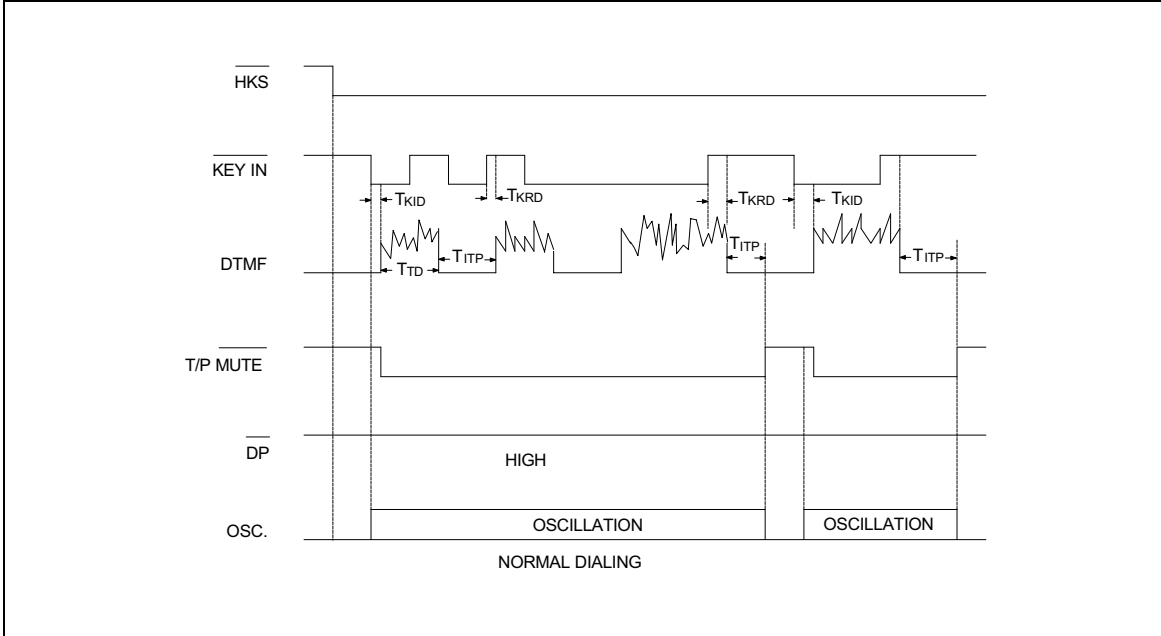 HKS
KEY IN
TKID
TKRD
TKRD
TKID
DTMF
TTD
TITP
TITP
TITP
T/P MUTE
DP
HIGH
OSC.
OSCILLATION
OSCILLATION
NORMAL DIALING